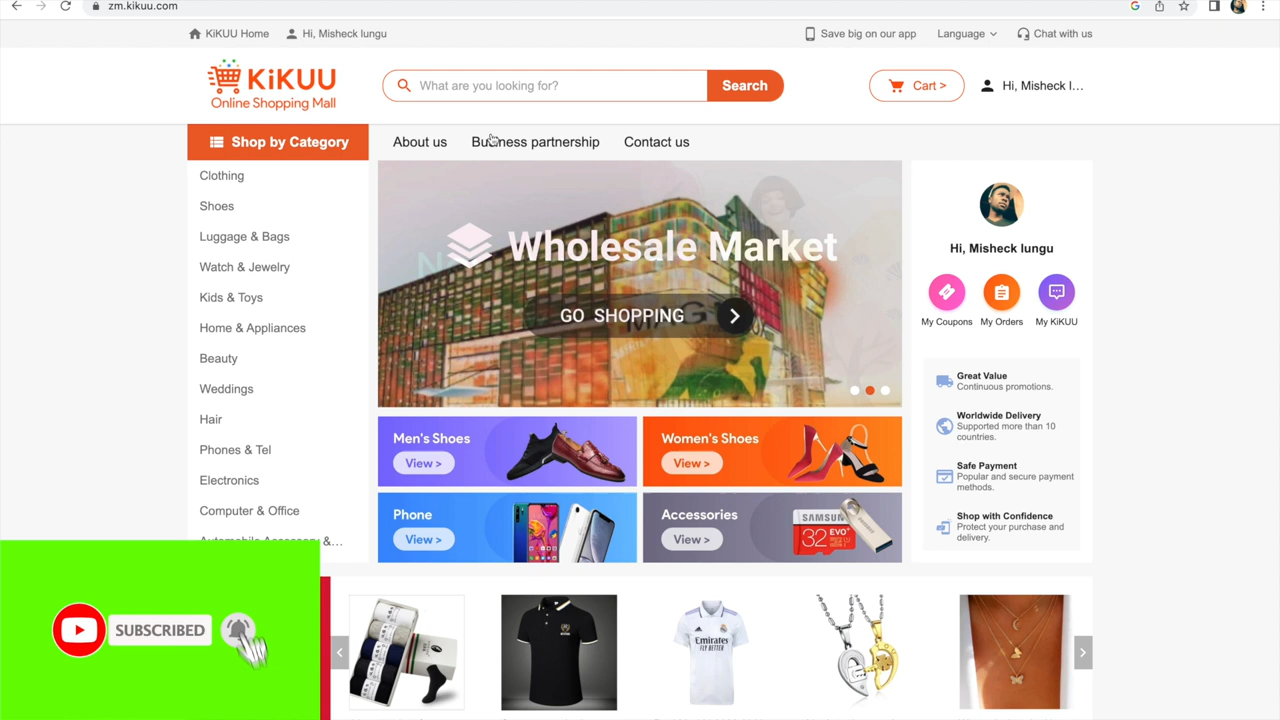 zm.kikuu.com
KiKUU Home
Hi, Misheck lungu
Save big on our app
Language
Chat with us
KiKUU
Online Shopping Mall
What are you looking for?
Search
Cart >
Hi, Misheck l...
Shop by Category
About us
Business partnership
Contact us
Clothing
Shoes
Luggage & Bags
Watch & Jewelry
Kids & Toys
Home & Appliances
Beauty
Weddings
Hair
Phones & Tel
Electronics
Computer & Office
Automobile Accessory &...
Wholesale Market
GO SHOPPING
Hi, Misheck lungu
My Coupons
My Orders
My KiKUU
Great Value
Continuous promotions.
Worldwide Delivery
Supported more than 10
countries.
Safe Payment
Popular and secure payment
methods.
Shop with Confidence
Protect your purchase and
delivery.
Men's Shoes
View >
Women's Shoes
View >
Phone
View >
Accessories
View >
SAMSUNG
32 EVO+
SUBSCRIBED
Emirates
FLY BETTER